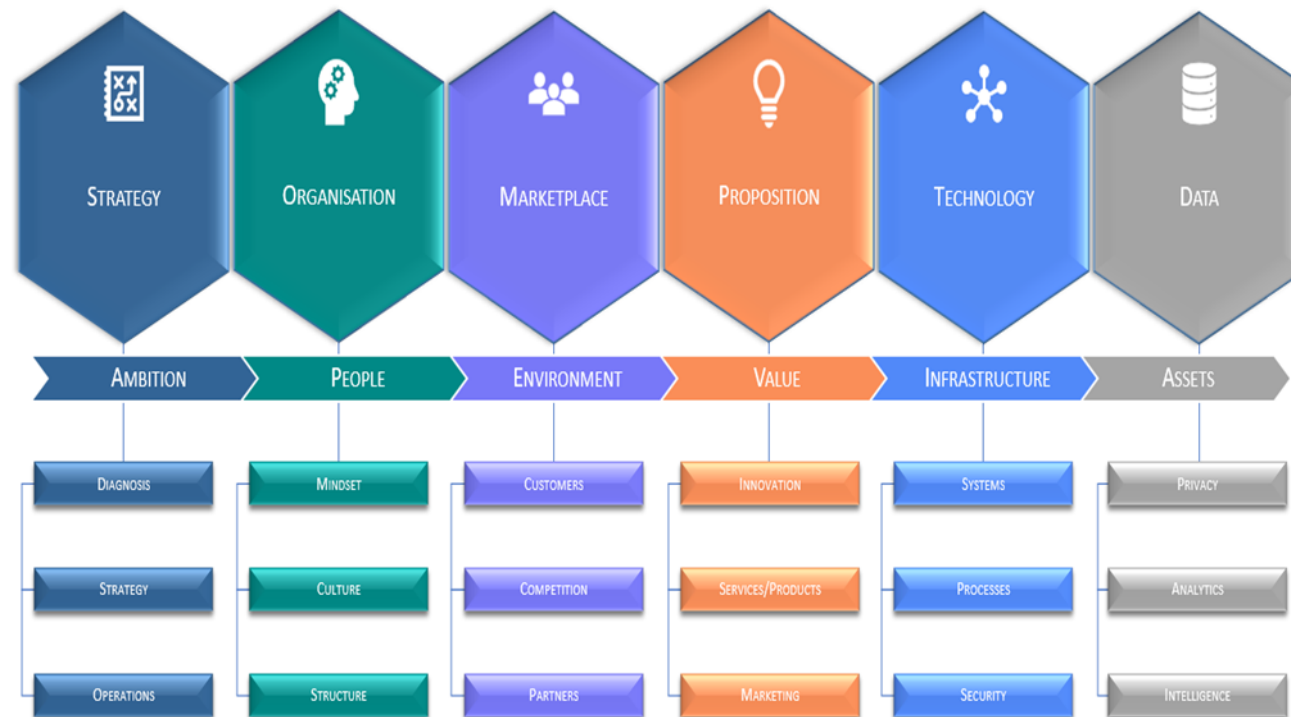 STRATEGY
ORGANISATION
MARKETPLACE
PROPOSITION
TECHNOLOGY
DATA
AMBITION
PEOPLE
ENVIRONMENT
VALUE
INFRASTRUCTURE
ASSETS
DIAGNOSIS
MINDSET
CUSTOMERS
INNOVATION
SYSTEMS
PRIVACY
STRATEGY
CULTURE
COMPETITION
SERVICES/PRODUCTS
PROCESSES
ANALYTICS
OPERATIONS
STRUCTURE
PARTNERS
MARKETING
SECURITY
INTELLIGENCE